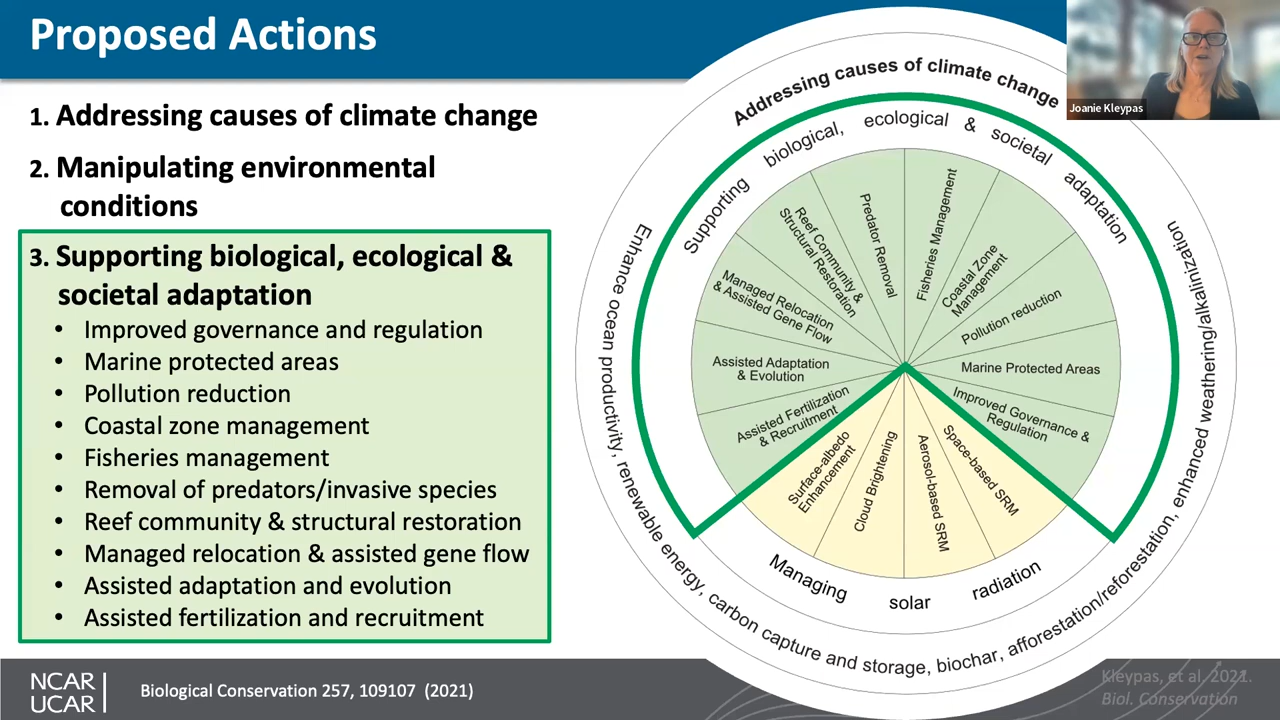 Proposed Actions
1. Addressing causes of climate change
2. Manipulating environmental
conditions
3. Supporting biological, ecological &
societal adaptation
• Improved governance and regulation
• Marine protected areas
• Pollution reduction
• Coastal zone management
• Fisheries management
• Removal of predators/invasive species
• Reef community & structural restoration
• Managed relocation & assisted gene flow
• Assisted adaptation and evolution
• Assisted fertilization and recruitment
Addressing causes of climate change
Supporting biological, ecological & societal adaptation
Assisted Fertilization
& Recruitment
Assisted Adaptation
& Evolution
Managed Relocation
& Assisted Gene Flow
Reef Community &
Structural Restoration
Predator Removal
Fisheries Management
Coastal Zone
Management
Pollution reduction
Marine Protected Areas
Improved Governance &
Regulation
Surface-albedo
Enhancement
Cloud Brightening
Aerosol-based SRM
Space-based SRM
Managing solar radiation
Enhance ocean productivity, renewable energy, carbon capture and storage, biochar, afforestation/reforestation, enhanced weathering/alkalinization
Joanie Kleypas
NCAR
UCAR
Biological Conservation 257, 109107 (2021)
Kleypas, et al 2021.
Biol. Conservation